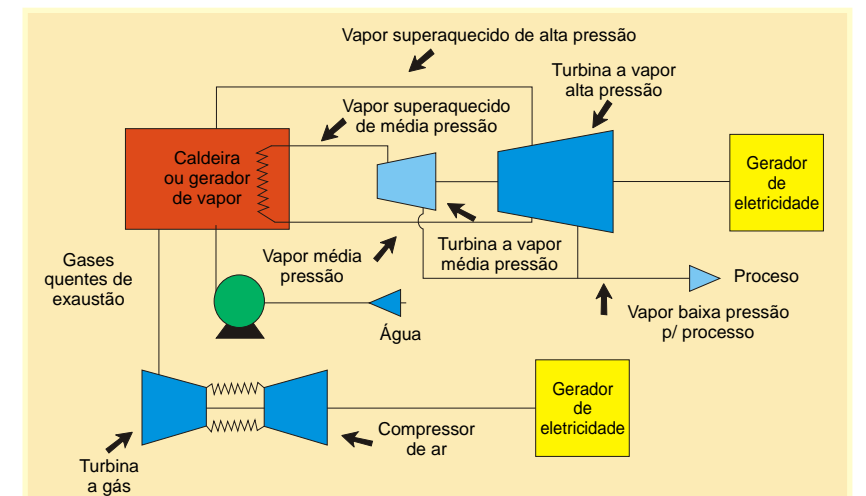 Vapor superaquecido de alta pressão
Turbina a vapor
alta pressão
Vapor superaquecido
de média pressão
Caldeira
ou gerador
de vapor
Gerador
de
eletricidade
Gases
quentes de
exaustão
Vapor média
pressão
Turbina a vapor
média pressão
Proceso
Vapor baixa pressão
p/ processo
Água
Gerador
de
eletricidade
Compressor
de ar
Turbina
a gás